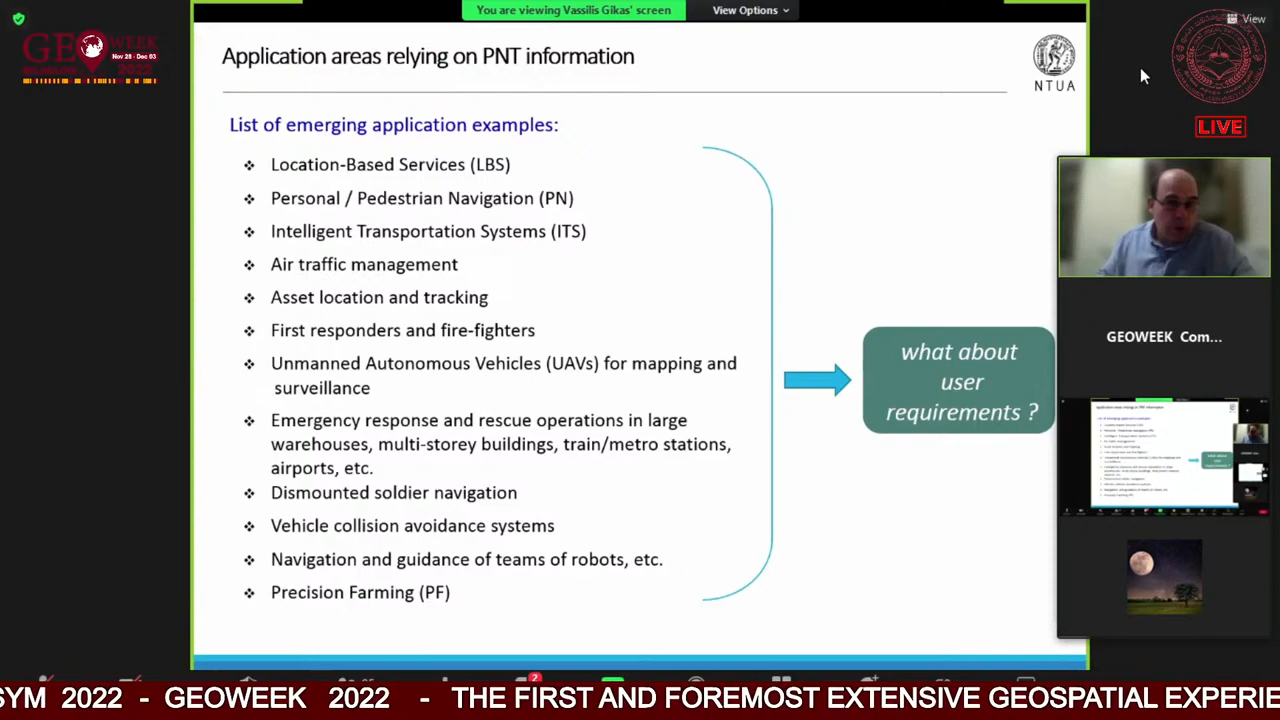 You are viewing Vassilis Gikas' screen
View Options
View
GEOWEEK
Nov 28 - Dec 03
2022
Application areas relying on PNT information
NTUA
LIVE
List of emerging application examples:
Location-Based Services (LBS)
Personal / Pedestrian Navigation (PN)
Intelligent Transportation Systems (ITS)
Air traffic management
Asset location and tracking
First responders and fire-fighters
Unmanned Autonomous Vehicles (UAVs) for mapping and
surveillance
Emergency response and rescue operations in large
warehouses, multi-storey buildings, train/metro stations,
airports, etc.
Dismounted soldier navigation
Vehicle collision avoidance systems
Navigation and guidance of teams of robots, etc.
Precision Farming (PF)
what about
user
requirements ?
GEOWEEK Com...
2
SYM 2022 - GEOWEEK 2022 - THE FIRST AND FOREMOST EXTENSIVE GEOSPATIAL EXPERIE